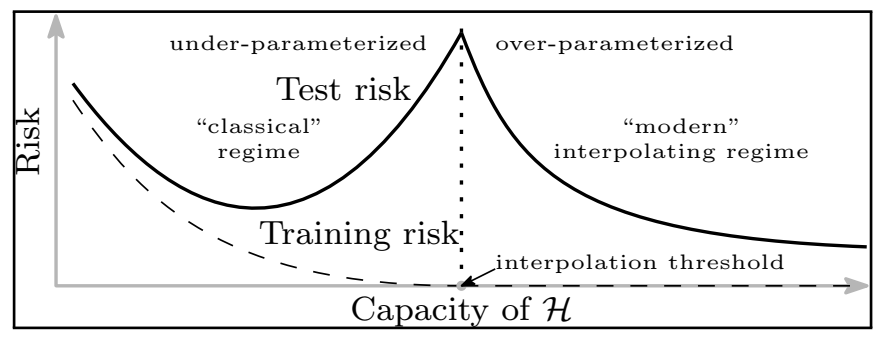 under-parameterized
over-parameterized
Test risk
“classical”
regime
“modern”
interpolating regime
Risk
Training risk
interpolation threshold
Capacity of ℋ